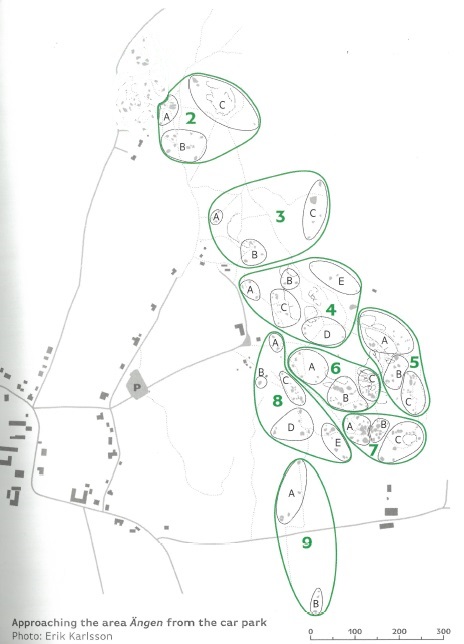 C
A
2
B
A
3
C
B
A
B
E
C
4
D
A
A
6
A
5
B
C
C
B
B
C
8
D
E
A
B
C
7
P
A
9
B
Approaching the area Ängen from the car park
Photo: Erik Karlsson
0 100 200 300